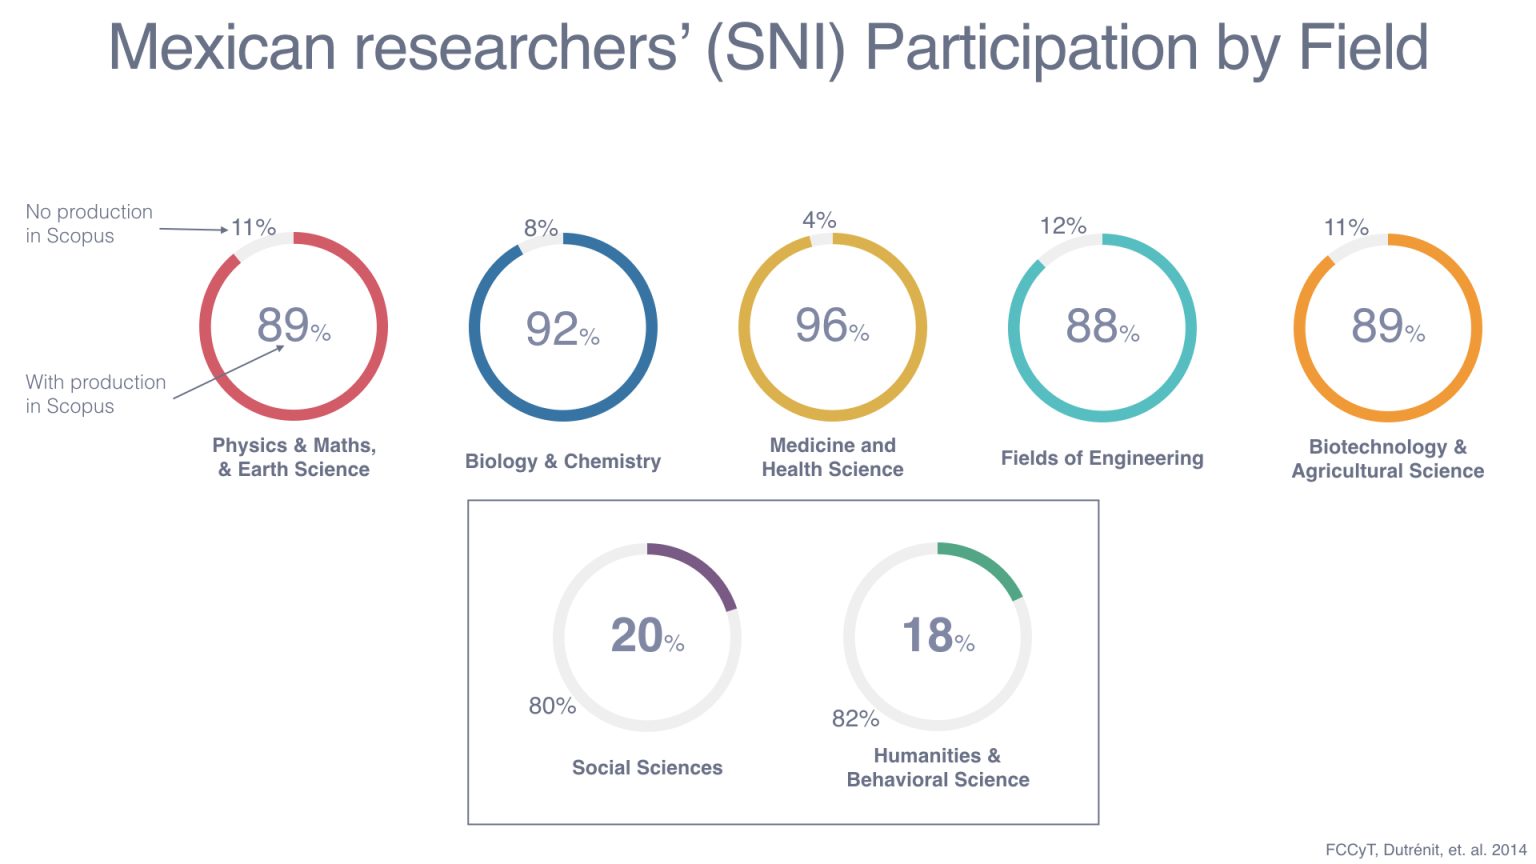 Mexican researchers’ (SNI) Participation by Field
No production
in Scopus
11%
8%
4%
12%
11%
89%
92%
96%
88%
89%
With production
in Scopus
Physics & Maths,
& Earth Science
Biology & Chemistry
Medicine and
Health Science
Fields of Engineering
Biotechnology &
Agricultural Science
20%
18%
80%
82%
Social Sciences
Humanities &
Behavioral Science
FCCyT, Dutrénit, et. al. 2014